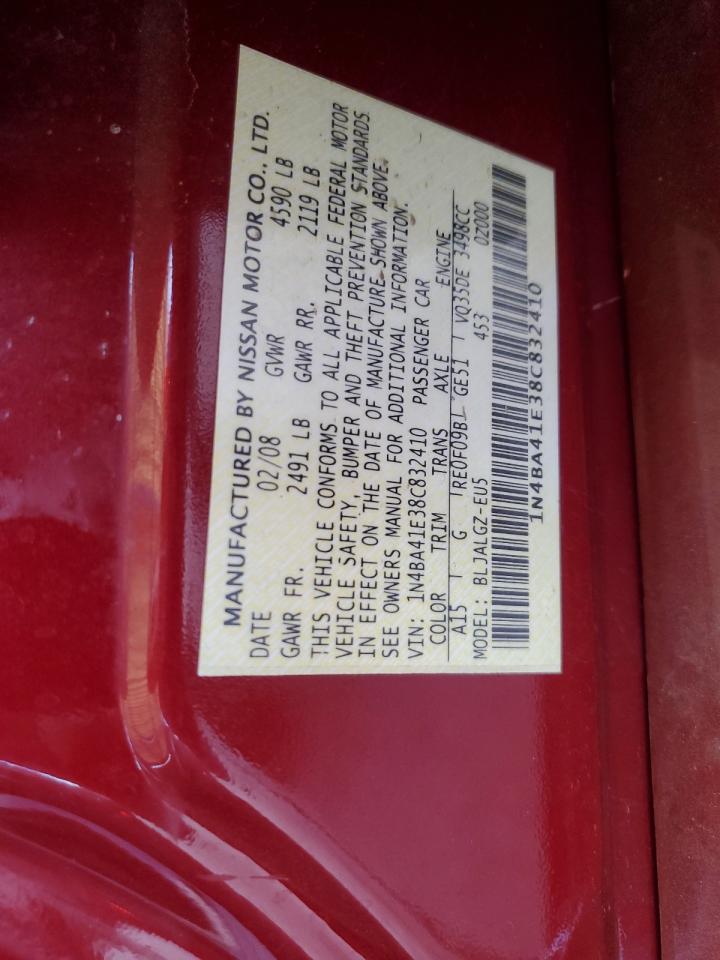 MANUFACTURED BY NISSAN MOTOR CO., LTD.
DATE 02/08 GVWR 4590 LB
GAWR FR. 2491 LB GAWR RR. 2119 LB
THIS VEHICLE CONFORMS TO ALL APPLICABLE FEDERAL MOTOR
VEHICLE SAFETY, BUMPER AND THEFT PREVENTION STANDARDS
IN EFFECT ON THE DATE OF MANUFACTURE SHOWN ABOVE.
SEE OWNERS MANUAL FOR ADDITIONAL INFORMATION.
VIN: 1N4BA41E38C832410 PASSENGER CAR
COLOR TRIM TRANS AXLE ENGINE
A15 G RE0F09B GE51 VQ35DE 3498CC
MODEL: BLJALGZ-EU5 453 0Z000
1N4BA41E38C832410